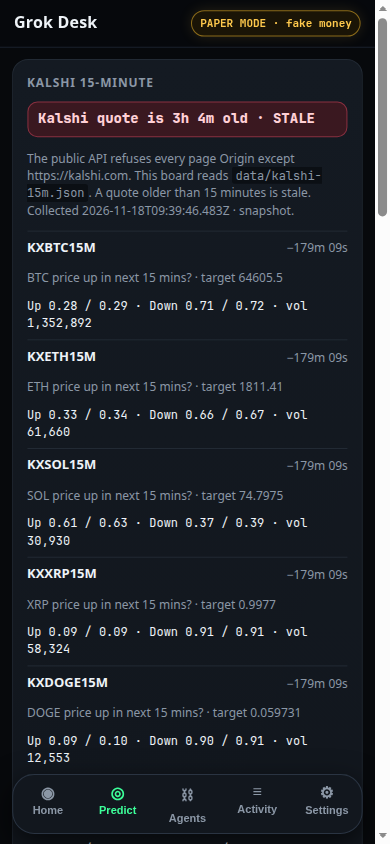 Grok Desk
PAPER MODE · fake money
KALSHI 15-MINUTE
Kalshi quote is 3h 4m old · STALE
The public API refuses every page Origin except
https://kalshi.com. This board reads data/kalshi-
15m.json . A quote older than 15 minutes is stale.
Collected 2026-11-18T09:39:46.483Z · snapshot.
KXBTC15M
−179m 09s
BTC price up in next 15 mins? · target 64605.5
Up 0.28 / 0.29 · Down 0.71 / 0.72 · vol
1,352,892
KXETH15M
−179m 09s
ETH price up in next 15 mins? · target 1811.41
Up 0.33 / 0.34 · Down 0.66 / 0.67 · vol
61,660
KXSOL15M
−179m 09s
SOL price up in next 15 mins? · target 74.7975
Up 0.61 / 0.63 · Down 0.37 / 0.39 · vol
30,930
KXXRP15M
−179m 09s
XRP price up in next 15 mins? · target 0.9977
Up 0.09 / 0.09 · Down 0.91 / 0.91 · vol
58,324
KXDOGE15M
−179m 09s
DOGE price up in next 15 mins? · target 0.059731
Up 0.09 / 0.10 · Down 0.90 / 0.91 · vol
12,553
Home
Predict
Agents
Activity
Settings